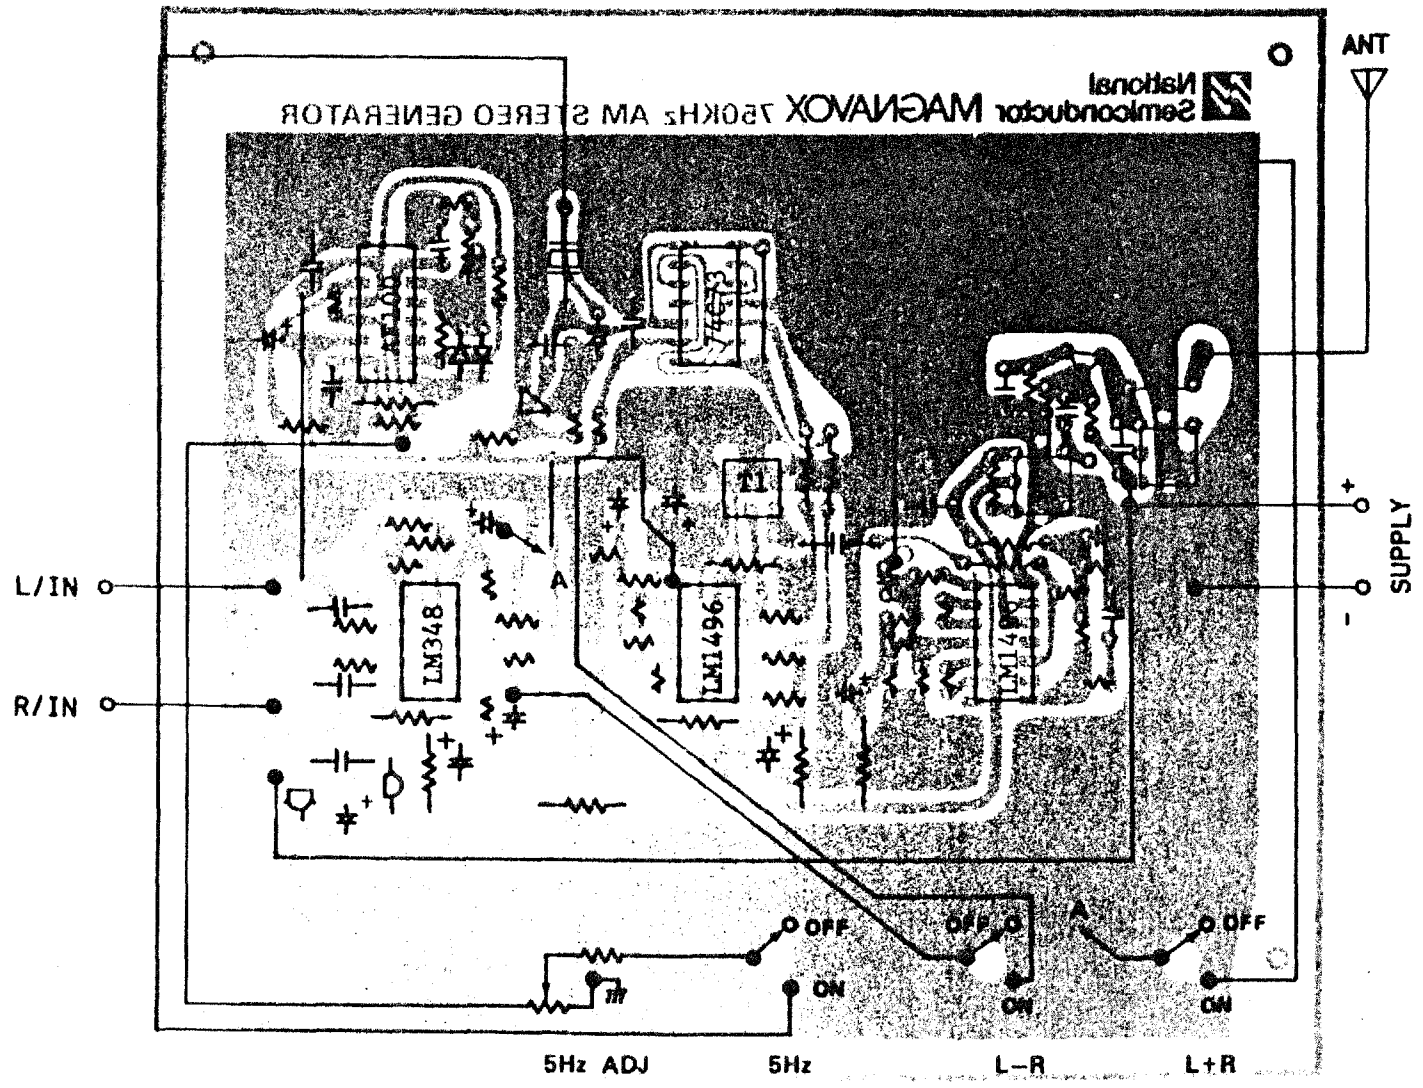 ANT
National
Semiconductor MAGNAVOX 750KHz AM STEREO GENERATOR
74C73
T1
+
SUPPLY
-
L/IN
R/IN
A
LM348
LM1496
LM1496
OFF
OFF
A
OFF
ON
ON
ON
5Hz ADJ
5Hz
L-R
L+R